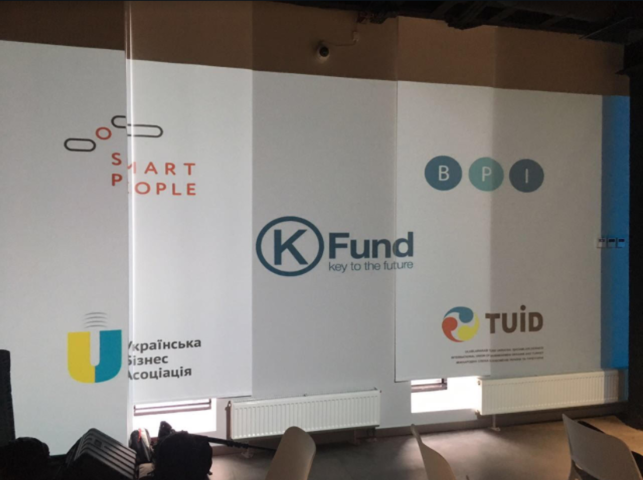 SMART
PEOPLE
B P I
K Fund
key to the future
TUiD
Українська
Бізнес
Асоціація